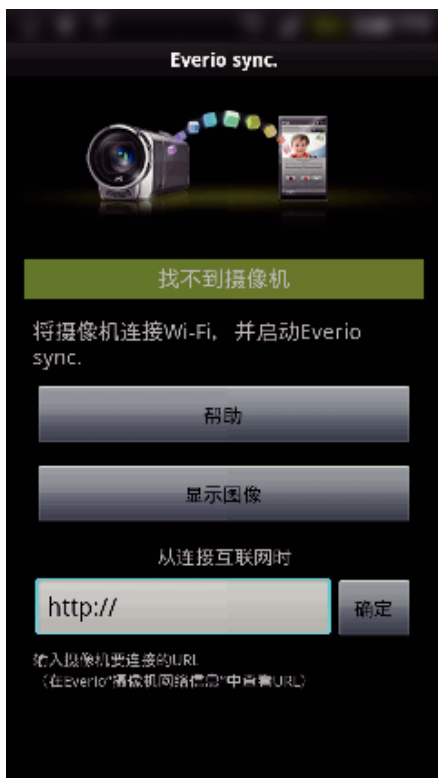 Everio sync.
找不到摄像机
将摄像机连接Wi-Fi，并启动Everio
sync.
帮助
显示图像
从连接互联网时
http://
确定
输入摄像机要连接的URL
（在Everio“摄像机网络信息”中查看URL）